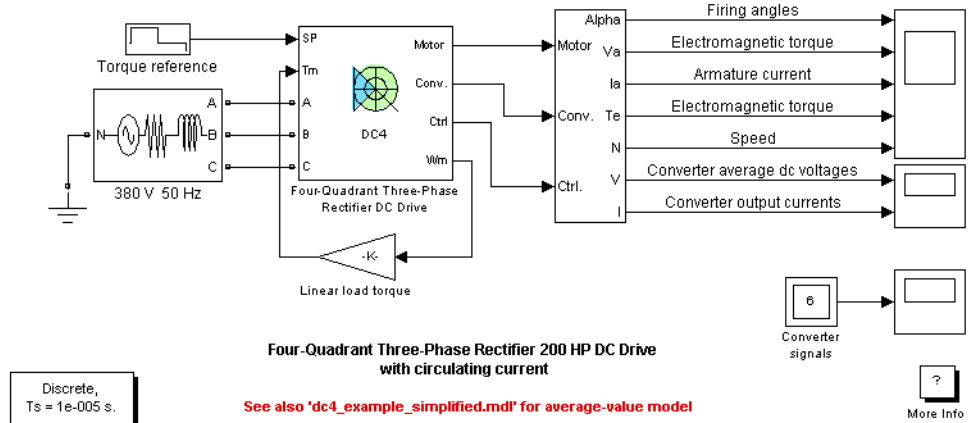 Torque reference
N
A
B
C
380 V 50 Hz
SP
Tm
A
B
C
Motor
Conv.
Ctrl
Wm
DC4
Four-Quadrant Three-Phase
Rectifier DC Drive
-K-
Linear load torque
Motor
Conv.
Ctrl.
Alpha
Va
Ia
Te
N
V
I
Firing angles
Electromagnetic torque
Armature current
Electromagnetic torque
Speed
Converter average dc voltages
Converter output currents
6
Converter
signals
Four-Quadrant Three-Phase Rectifier 200 HP DC Drive
with circulating current
Discrete,
Ts = 1e-005 s.
See also 'dc4_example_simplified.mdl' for average-value model
?
More Info